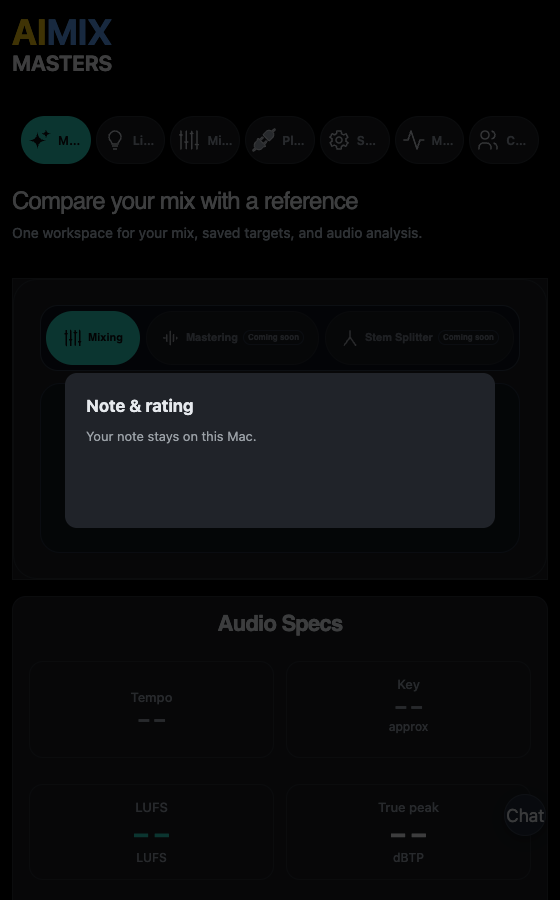 AIMIX
MASTERS
M...
Li...
Mi...
Pl...
S...
M...
C...
Compare your mix with a reference
One workspace for your mix, saved targets, and audio analysis.
Mixing
Mastering
Coming soon
Stem Splitter
Coming soon
Note & rating
Your note stays on this Mac.
Audio Specs
Tempo
– –
Key
– –
approx
LUFS
– –
LUFS
True peak
– –
dBTP
Chat